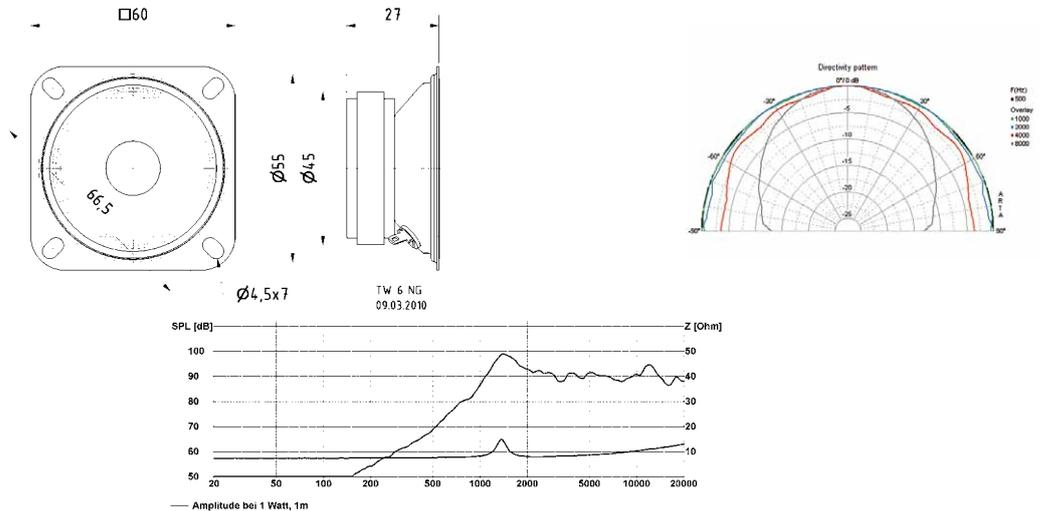 □60
27
66,5
Ø55
Ø45
Ø4,5x7
TW 6 NG
09.03.2010
Directivity pattern
0°/0 dB
-30°
30°
-60°
60°
-90°
90°
-5
-10
-15
-20
-25
F(Hz)
500
Overlay
1000
2000
4000
8000
ARTA
SPL [dB]
Z [Ohm]
100
90
80
70
60
50
50
40
30
20
10
20 50 100 200 500 1000 2000 5000 10000 20000
Amplitude bei 1 Watt, 1m